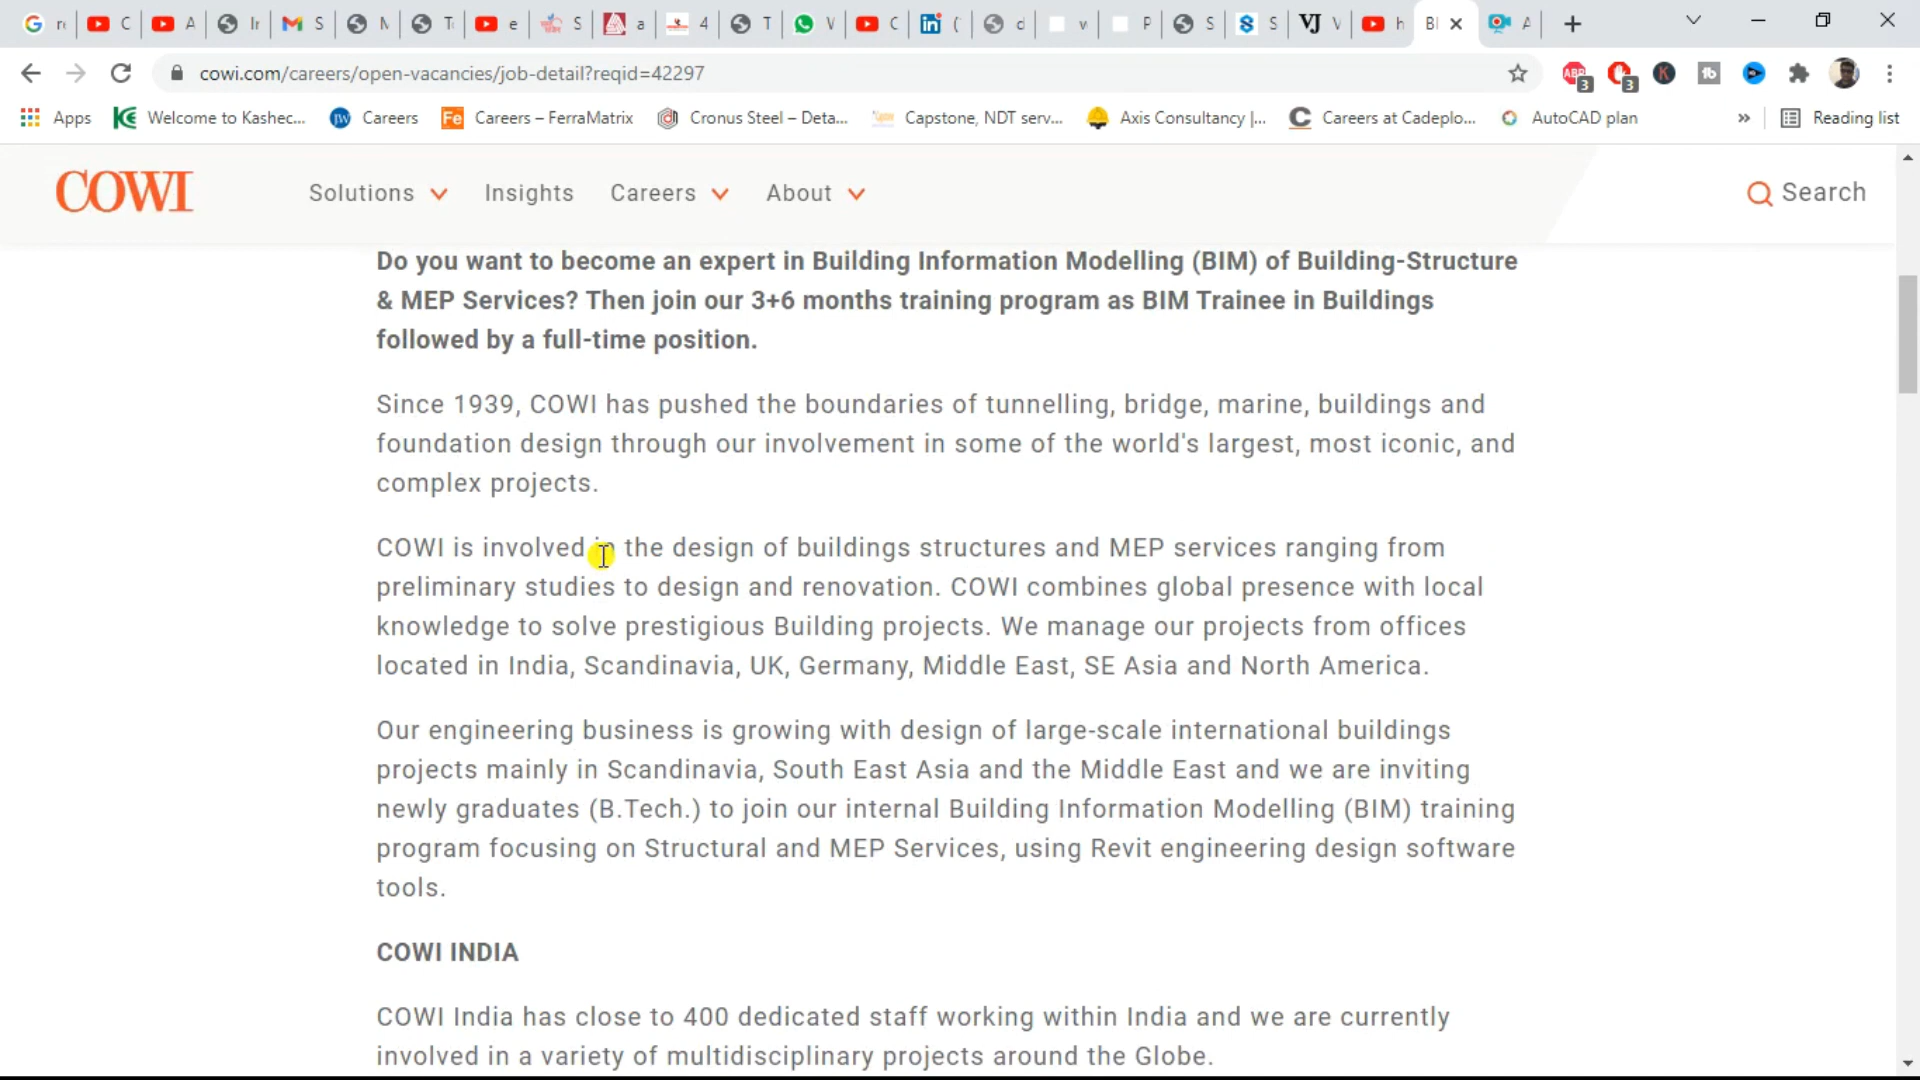 cowi.com/careers/open-vacancies/job-detail?reqid=42297
Apps Welcome to Kashec... Careers Careers – FerraMatrix Cronus Steel – Deta... Capstone, NDT serv... Axis Consultancy |... Careers at Cadeplo... AutoCAD plan » Reading list
COWI Solutions Insights Careers About Search
Do you want to become an expert in Building Information Modelling (BIM) of Building-Structure
& MEP Services? Then join our 3+6 months training program as BIM Trainee in Buildings
followed by a full-time position.
Since 1939, COWI has pushed the boundaries of tunnelling, bridge, marine, buildings and
foundation design through our involvement in some of the world's largest, most iconic, and
complex projects.
COWI is involved in the design of buildings structures and MEP services ranging from
preliminary studies to design and renovation. COWI combines global presence with local
knowledge to solve prestigious Building projects. We manage our projects from offices
located in India, Scandinavia, UK, Germany, Middle East, SE Asia and North America.
Our engineering business is growing with design of large-scale international buildings
projects mainly in Scandinavia, South East Asia and the Middle East and we are inviting
newly graduates (B.Tech.) to join our internal Building Information Modelling (BIM) training
program focusing on Structural and MEP Services, using Revit engineering design software
tools.
COWI INDIA
COWI India has close to 400 dedicated staff working within India and we are currently
involved in a variety of multidisciplinary projects around the Globe.